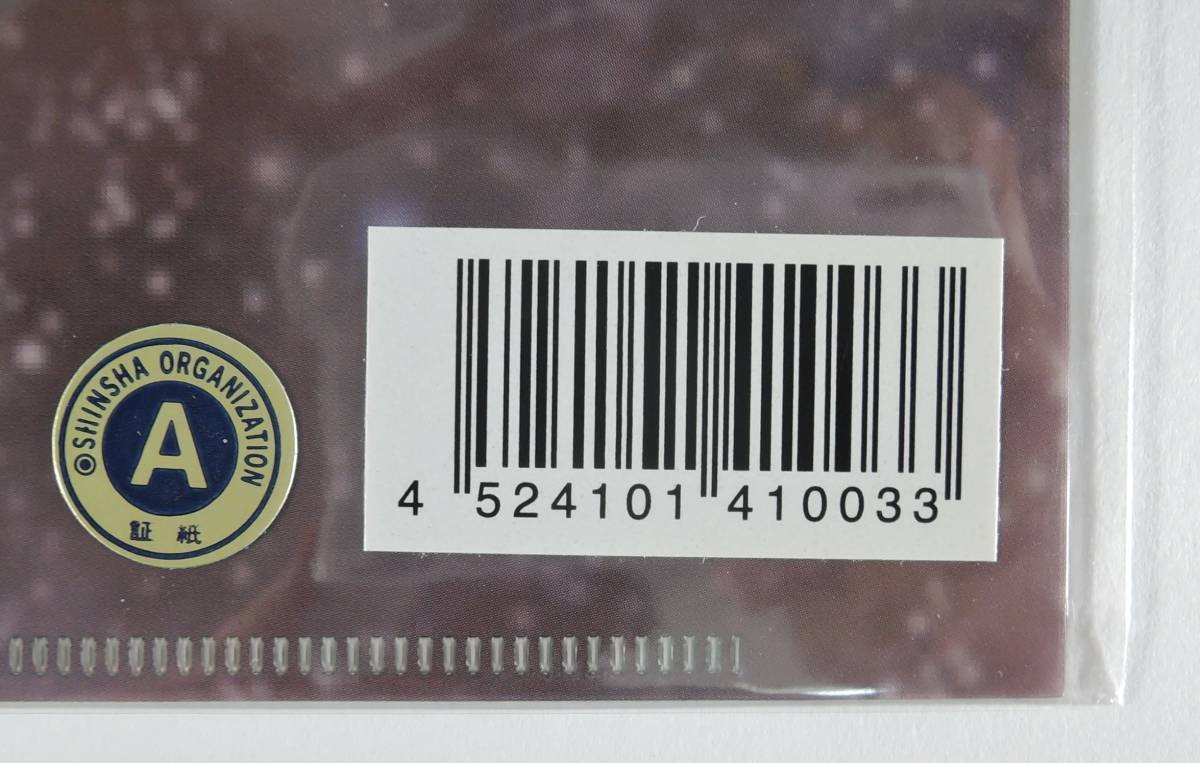 ◎SHINSHA ORGANIZATION
A
証 紙
4 524101 410033